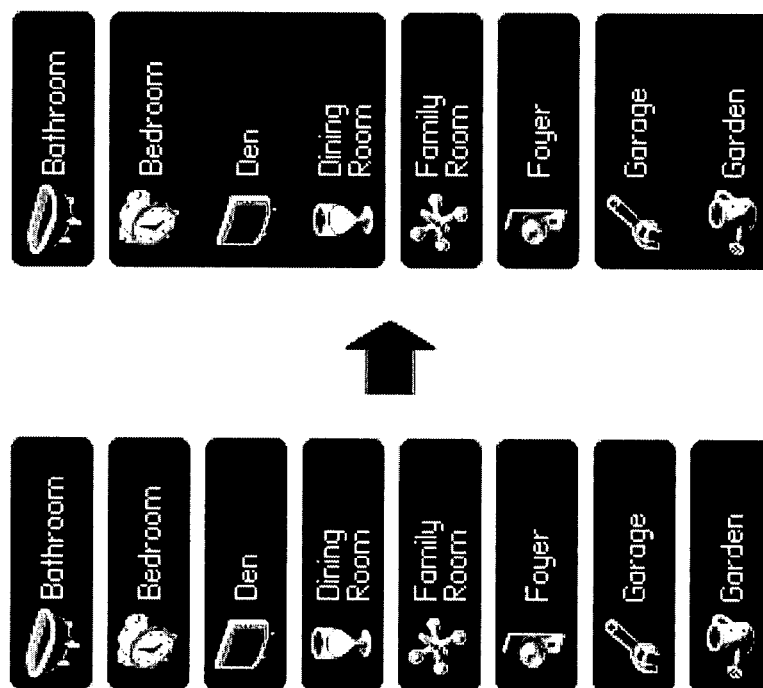 Bathroom
Bedroom
Den
Dining
Room
Family
Room
Foyer
Garage
Garden
Bathroom
Bedroom
Den
Dining
Room
Family
Room
Foyer
Garage
Garden